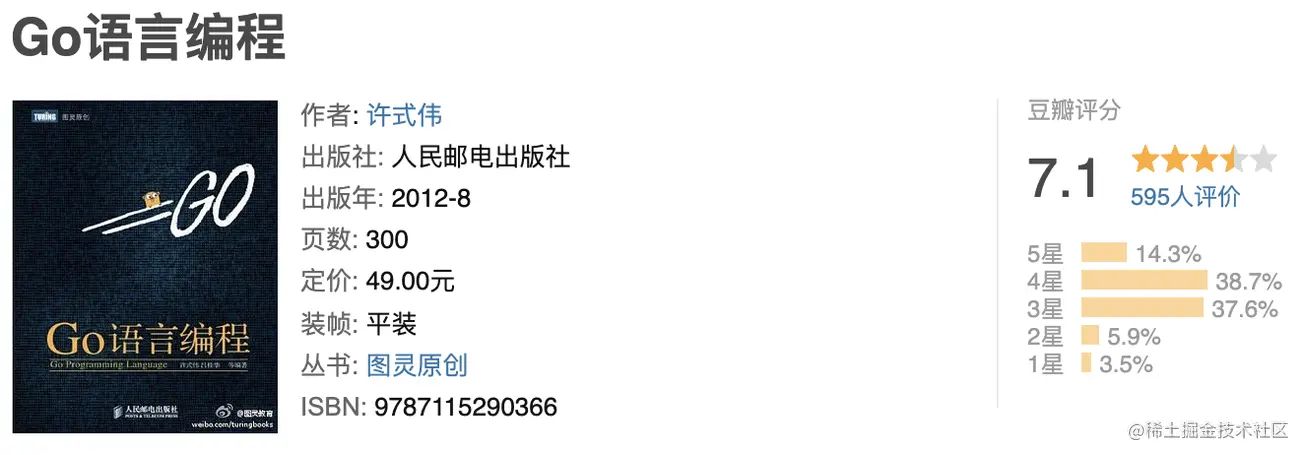 Go语言编程
TURING 图灵原创
GO
Go语言编程
Go Programming Language 许式伟 吕桂华 等编著
人民邮电出版社
POSTS & TELECOM PRESS
@图灵教育
weibo.com/turingbooks
作者: 许式伟
出版社: 人民邮电出版社
出版年: 2012-8
页数: 300
定价: 49.00元
装帧: 平装
丛书: 图灵原创
ISBN: 9787115290366
豆瓣评分
7.1
595人评价
5星 14.3%
4星 38.7%
3星 37.6%
2星 5.9%
1星 3.5%
@稀土掘金技术社区